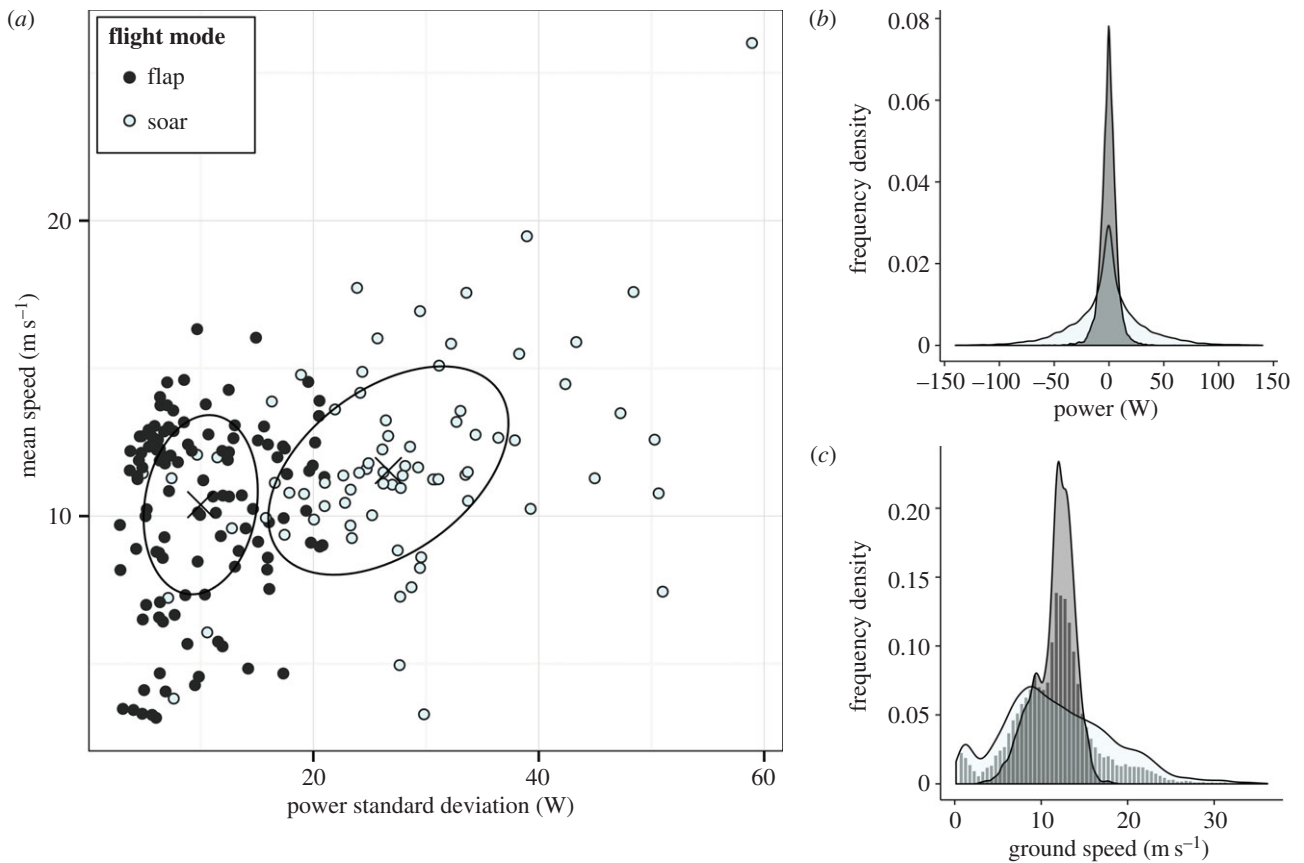 (a)
flight mode
flap
soar
20
10
mean speed (m s⁻¹)
20
40
60
power standard deviation (W)
(b)
0.08
0.06
0.04
0.02
0
frequency density
−150 −100 −50 0 50 100 150
power (W)
(c)
0.20
0.15
0.10
0.05
0
frequency density
0 10 20 30
ground speed (m s⁻¹)